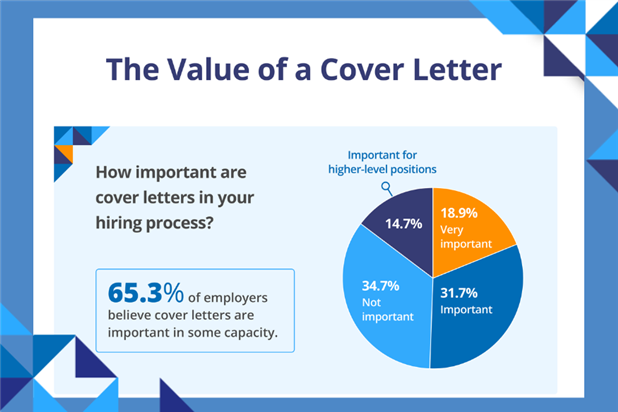 The Value of a Cover Letter
How important are
cover letters in your
hiring process?
65.3% of employers
believe cover letters are
important in some capacity.
Important for
higher-level positions
14.7%
18.9%
Very
important
34.7%
Not
important
31.7%
Important